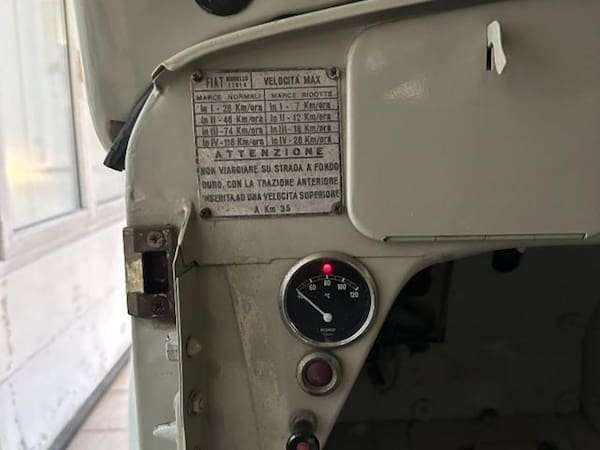 FIAT MODELLO 1101A VELOCITÀ MAX
MARCE NORMALI MARCE RIDOTTE
In I - 28 Km/ora In I - 7 Km/ora
In II - 46 Km/ora In II - 12 Km/ora
In III - 74 Km/ora In III - 18 Km/ora
In IV - 116 Km/ora In IV - 28 Km/ora
ATTENZIONE
NON VIAGGIARE SU STRADA A FONDO
DURO, CON LA TRAZIONE ANTERIORE
INSERITA, AD UNA VELOCITÀ SUPERIORE
A Km 35
60 80 100 120
°C